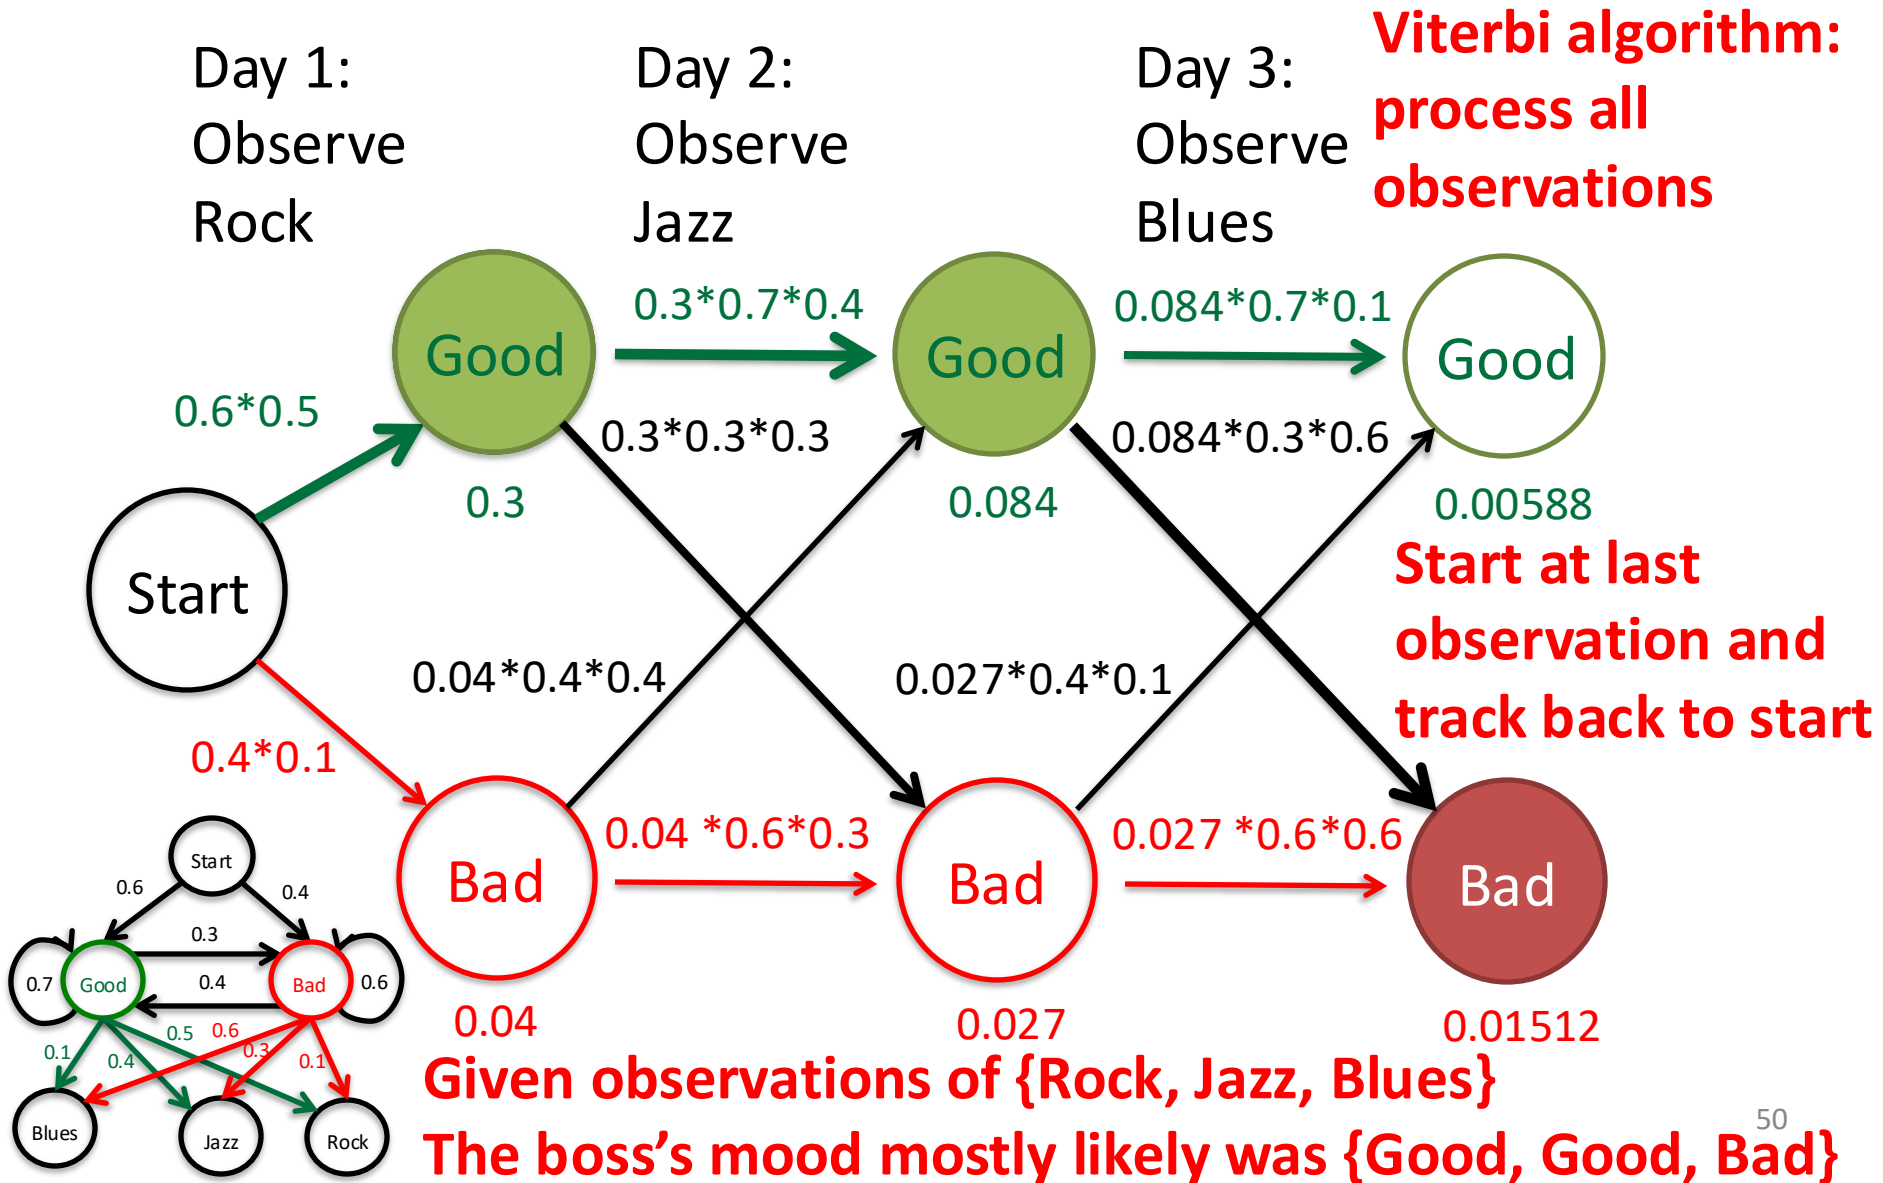 Day 1:
Observe
Rock
Day 2:
Observe
Jazz
Day 3:
Observe
Blues
Viterbi algorithm:
process all
observations
0.6*0.5
Good
0.3
0.3*0.7*0.4
0.3*0.3*0.3
Good
0.084
0.084*0.7*0.1
0.084*0.3*0.6
Good
0.00588
Start
0.4*0.1
0.04*0.4*0.4
0.027*0.4*0.1
Start at last
observation and
track back to start
Bad
0.04
0.04 *0.6*0.3
Bad
0.027
0.027 *0.6*0.6
Bad
0.01512
Start
0.6
0.4
0.3
0.7
Good
0.4
Bad
0.6
0.1
0.4
0.5
0.6
0.3
0.1
Blues
Jazz
Rock
Given observations of {Rock, Jazz, Blues}
The boss’s mood mostly likely was {Good, Good, Bad}
50